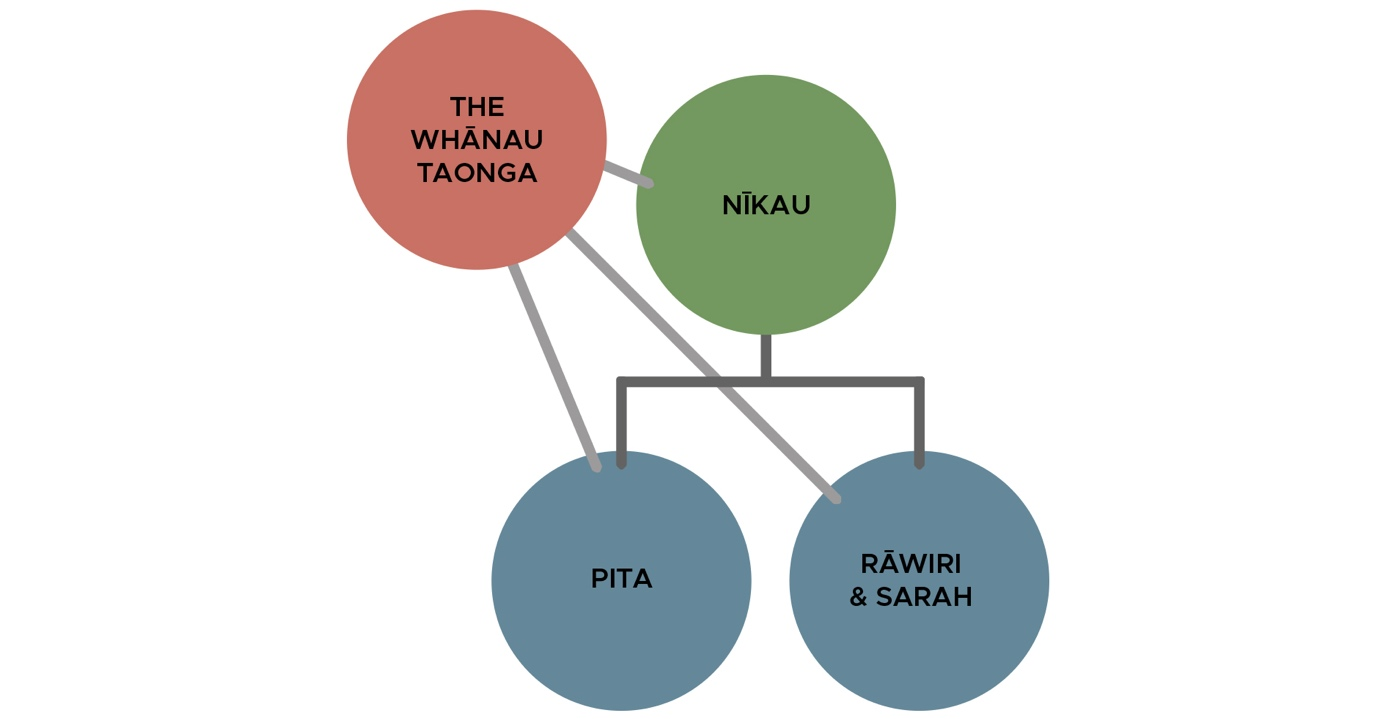 THE
WHĀNAU
TAONGA
NĪKAU
PITA
RĀWIRI
& SARAH